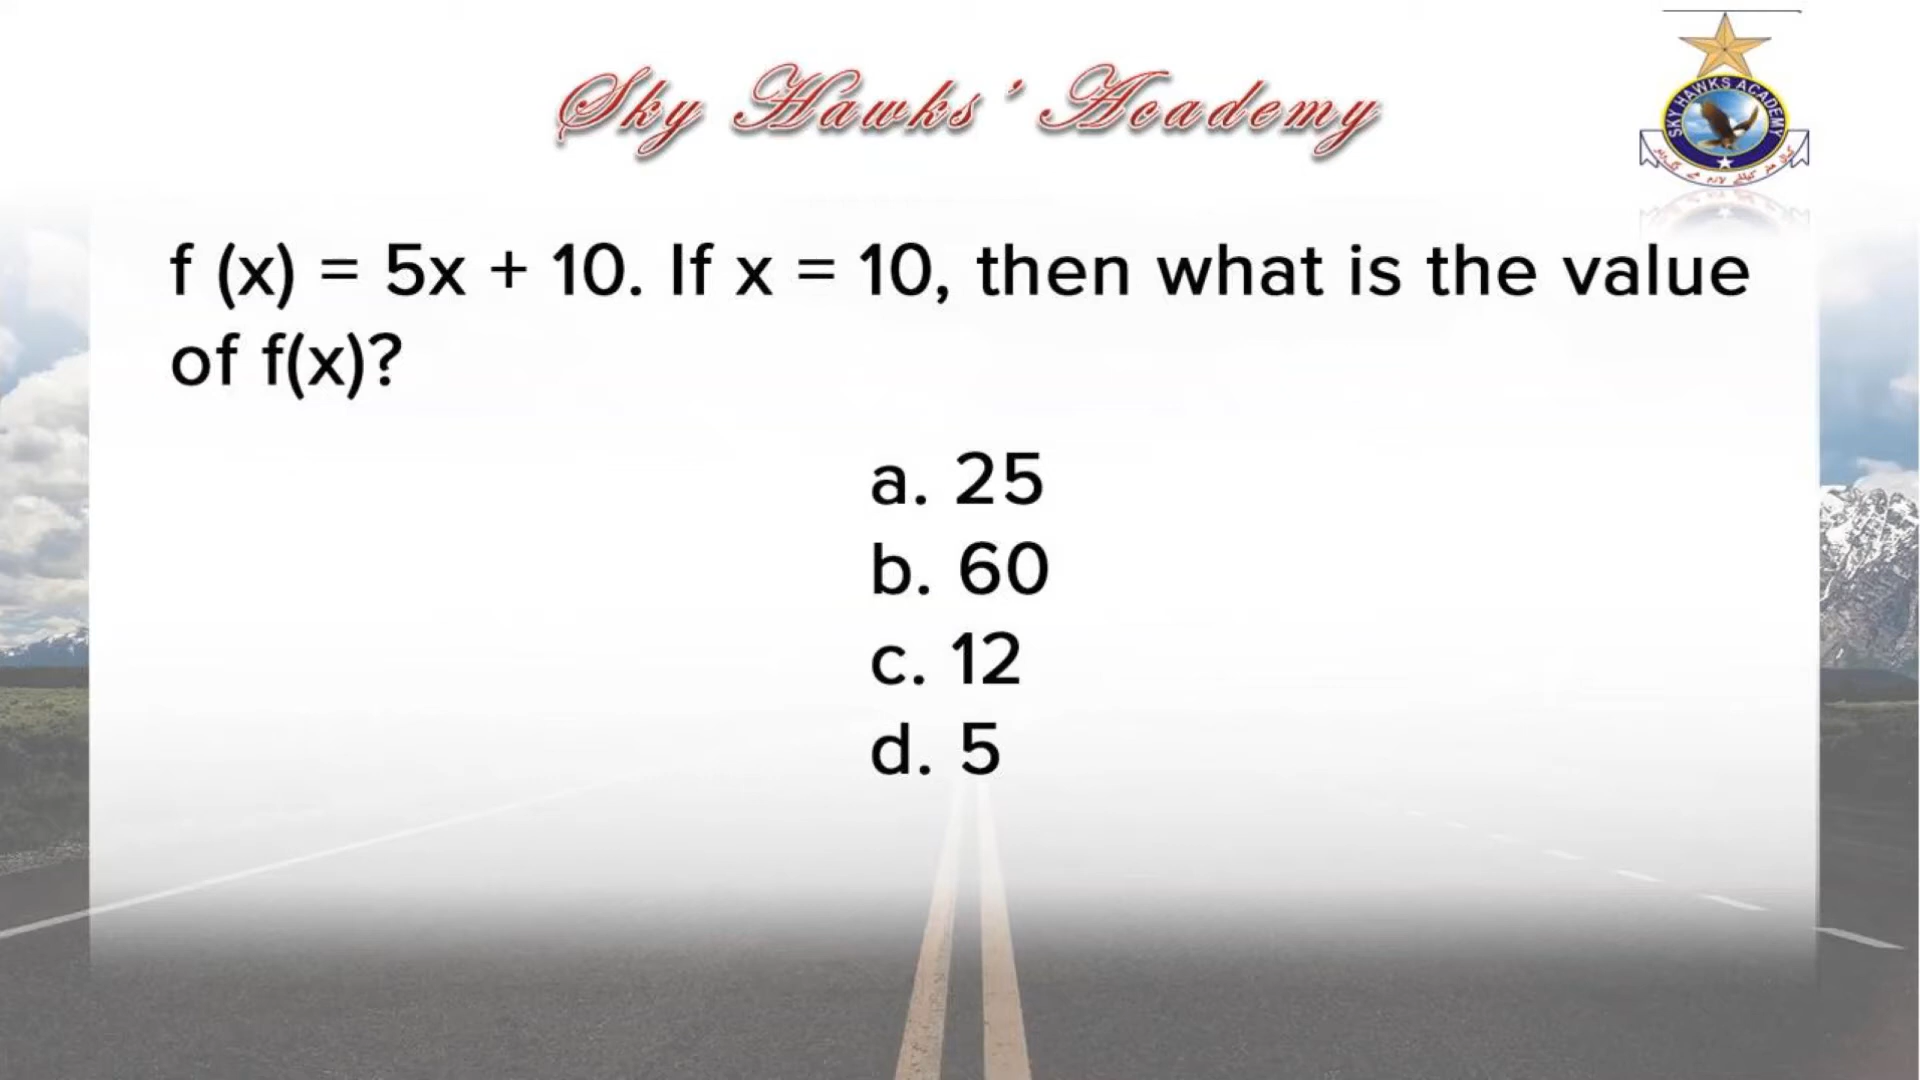 Sky Hawks' Academy
SKY HAWKS ACADEMY
f (x) = 5x + 10. If x = 10, then what is the value
of f(x)?
a. 25
b. 60
c. 12
d. 5